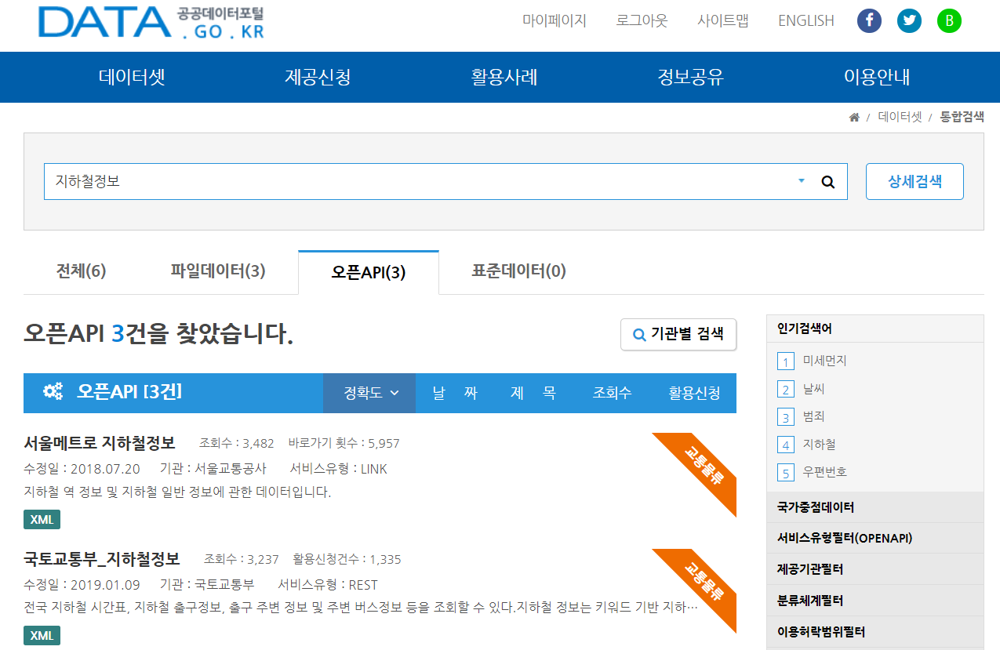 DATA 공공데이터포털 .GO.KR
마이페이지 로그아웃 사이트맵 ENGLISH f B
데이터셋 제공신청 활용사례 정보공유 이용안내
/ 데이터셋 / 통합검색
지하철정보 상세검색
전체(6) 파일데이터(3) 오픈API(3) 표준데이터(0)
오픈API 3건을 찾았습니다.
기관별 검색
오픈API [3건] 정확도 날 짜 제 목 조회수 활용신청
서울메트로 지하철정보 조회수 : 3,482 바로가기 횟수 : 5,957
수정일 : 2018.07.20 기관 : 서울교통공사 서비스유형 : LINK
지하철 역 정보 및 지하철 일반 정보에 관한 데이터입니다.
XML
교통물류
국토교통부_지하철정보 조회수 : 3,237 활용신청건수 : 1,335
수정일 : 2019.01.09 기관 : 국토교통부 서비스유형 : REST
전국 지하철 시간표, 지하철 출구정보, 출구 주변 정보 및 주변 버스정보 등을 조회할 수 있다.지하철 정보는 키워드 기반 지하…
XML
교통물류
인기검색어
1 미세먼지
2 날씨
3 범죄
4 지하철
5 우편번호
국가중점데이터
서비스유형필터(OPENAPI)
제공기관필터
분류체계필터
이용허락범위필터